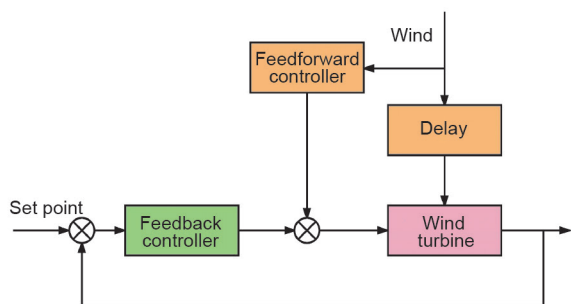 Wind
Feedforward
controller
Delay
Set point
Feedback
controller
Wind
turbine